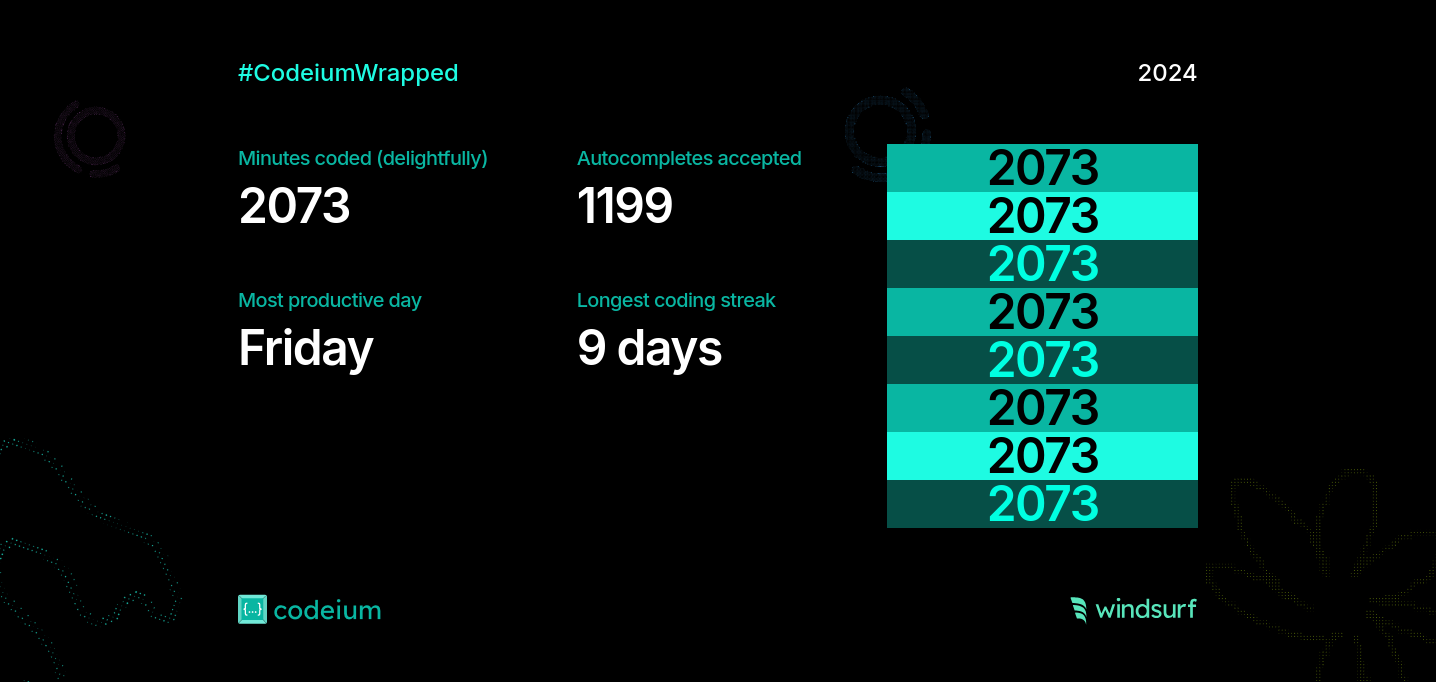 #CodeiumWrapped
2024
Minutes coded (delightfully)
2073
Autocompletes accepted
1199
Most productive day
Friday
Longest coding streak
9 days
2073
2073
2073
2073
2073
2073
2073
2073
{...} codeium
windsurf